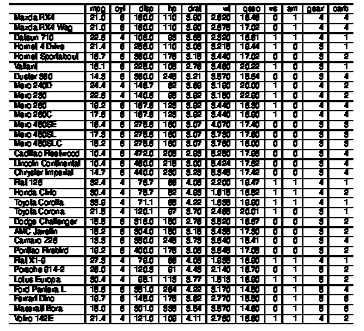 mpg cyl disp hp drat wt qsec vs am gear carb
Mazda RX4 21.0 6 160.0 110 3.90 2.620 16.46 0 1 4 4
Mazda RX4 Wag 21.0 6 160.0 110 3.90 2.875 17.02 0 1 4 4
Datsun 710 22.8 4 108.0 93 3.85 2.320 18.61 1 1 4 1
Hornet 4 Drive 21.4 6 258.0 110 3.08 3.215 19.44 1 0 3 1
Hornet Sportabout 18.7 8 360.0 175 3.15 3.440 17.02 0 0 3 2
Valiant 18.1 6 225.0 105 2.76 3.460 20.22 1 0 3 1
Duster 360 14.3 8 360.0 245 3.21 3.570 15.84 0 0 3 4
Merc 240D 24.4 4 146.7 62 3.69 3.190 20.00 1 0 4 2
Merc 230 22.8 4 140.8 95 3.92 3.150 22.90 1 0 4 2
Merc 280 19.2 6 167.6 123 3.92 3.440 18.30 1 0 4 4
Merc 280C 17.8 6 167.6 123 3.92 3.440 18.90 1 0 4 4
Merc 450SE 16.4 8 275.8 180 3.07 4.070 17.40 0 0 3 3
Merc 450SL 17.3 8 275.8 180 3.07 3.730 17.60 0 0 3 3
Merc 450SLC 15.2 8 275.8 180 3.07 3.780 18.00 0 0 3 3
Cadillac Fleetwood 10.4 8 472.0 205 2.93 5.250 17.98 0 0 3 4
Lincoln Continental 10.4 8 460.0 215 3.00 5.424 17.82 0 0 3 4
Chrysler Imperial 14.7 8 440.0 230 3.23 5.345 17.42 0 0 3 4
Fiat 128 32.4 4 78.7 66 4.08 2.200 19.47 1 1 4 1
Honda Civic 30.4 4 75.7 52 4.93 1.615 18.52 1 1 4 2
Toyota Corolla 33.9 4 71.1 65 4.22 1.835 19.90 1 1 4 1
Toyota Corona 21.5 4 120.1 97 3.70 2.465 20.01 1 0 3 1
Dodge Challenger 15.5 8 318.0 150 2.76 3.520 16.87 0 0 3 2
AMC Javelin 15.2 8 304.0 150 3.15 3.435 17.30 0 0 3 2
Camaro Z28 13.3 8 350.0 245 3.73 3.840 15.41 0 0 3 4
Pontiac Firebird 19.2 8 400.0 175 3.08 3.845 17.05 0 0 3 2
Fiat X1-9 27.3 4 79.0 66 4.08 1.935 18.90 1 1 4 1
Porsche 914-2 26.0 4 120.3 91 4.43 2.140 16.70 0 1 5 2
Lotus Europa 30.4 4 95.1 113 3.77 1.513 16.90 1 1 5 2
Ford Pantera L 15.8 8 351.0 264 4.22 3.170 14.50 0 1 5 4
Ferrari Dino 19.7 6 145.0 175 3.62 2.770 15.50 0 1 5 6
Maserati Bora 15.0 8 301.0 335 3.54 3.570 14.60 0 1 5 8
Volvo 142E 21.4 4 121.0 109 4.11 2.780 18.60 1 1 4 2